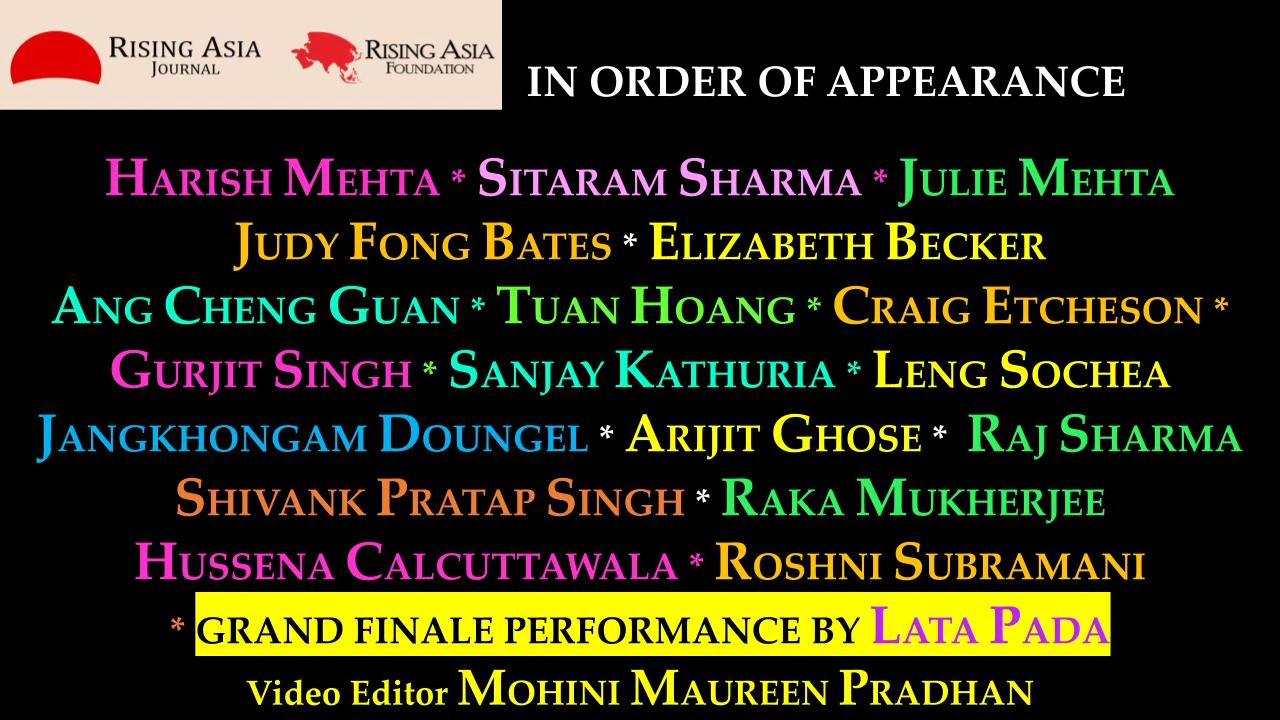 RISING ASIA
JOURNAL
RISING ASIA
FOUNDATION
IN ORDER OF APPEARANCE
HARISH MEHTA * SITARAM SHARMA * JULIE MEHTA
JUDY FONG BATES * ELIZABETH BECKER
ANG CHENG GUAN * TUAN HOANG * CRAIG ETCHESON *
GURJIT SINGH * SANJAY KATHURIA * LENG SOCHEA
JANGKHONGAM DOUNGEL * ARIJIT GHOSE * RAJ SHARMA
SHIVANK PRATAP SINGH * RAKA MUKHERJEE
HUSSENA CALCUTTAWALA * ROSHNI SUBRAMANI
* GRAND FINALE PERFORMANCE BY LATA PADA
Video Editor MOHINI MAUREEN PRADHAN